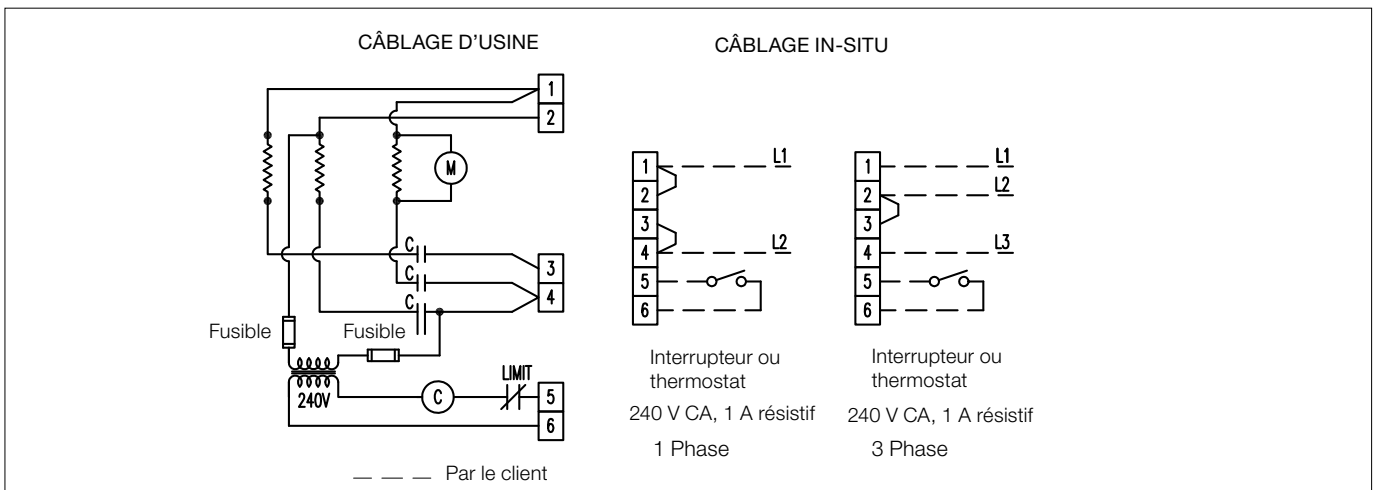 CÂBLAGE D'USINE
CÂBLAGE IN-SITU
1
2
M
C
3
C
4
C
Fusible
Fusible
240V
C
LIMIT
5
6
1
L1
2
3
4
L2
5
6
Interrupteur ou
thermostat
240 V CA, 1 A résistif
1 Phase
1
L1
2
L2
3
4
L3
5
6
Interrupteur ou
thermostat
240 V CA, 1 A résistif
3 Phase
Par le client